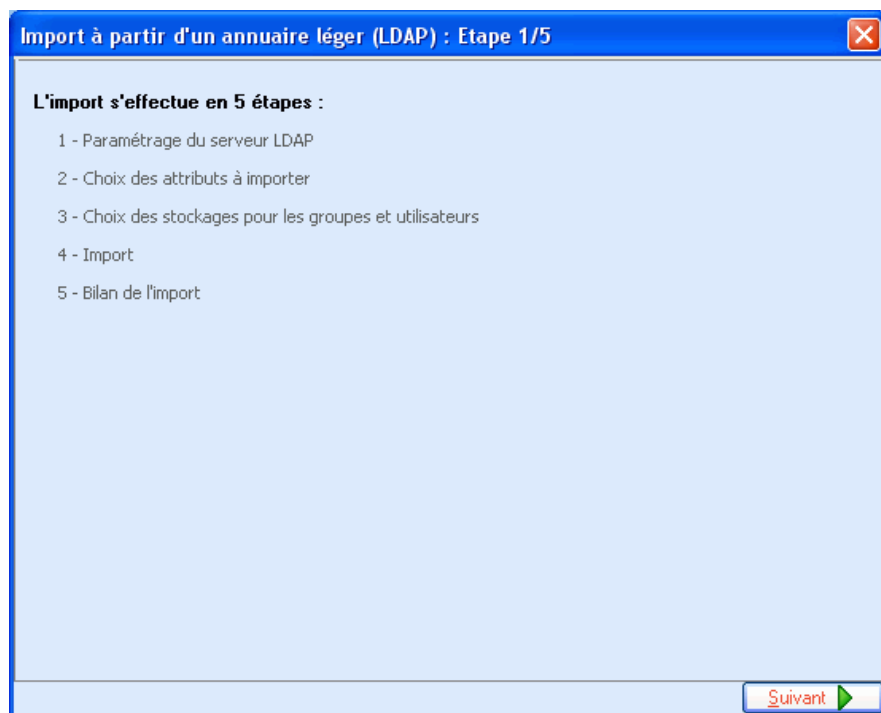 Import à partir d'un annuaire léger (LDAP) : Etape 1/5
L'import s'effectue en 5 étapes :
1 - Paramétrage du serveur LDAP
2 - Choix des attributs à importer
3 - Choix des stockages pour les groupes et utilisateurs
4 - Import
5 - Bilan de l'import
Suivant